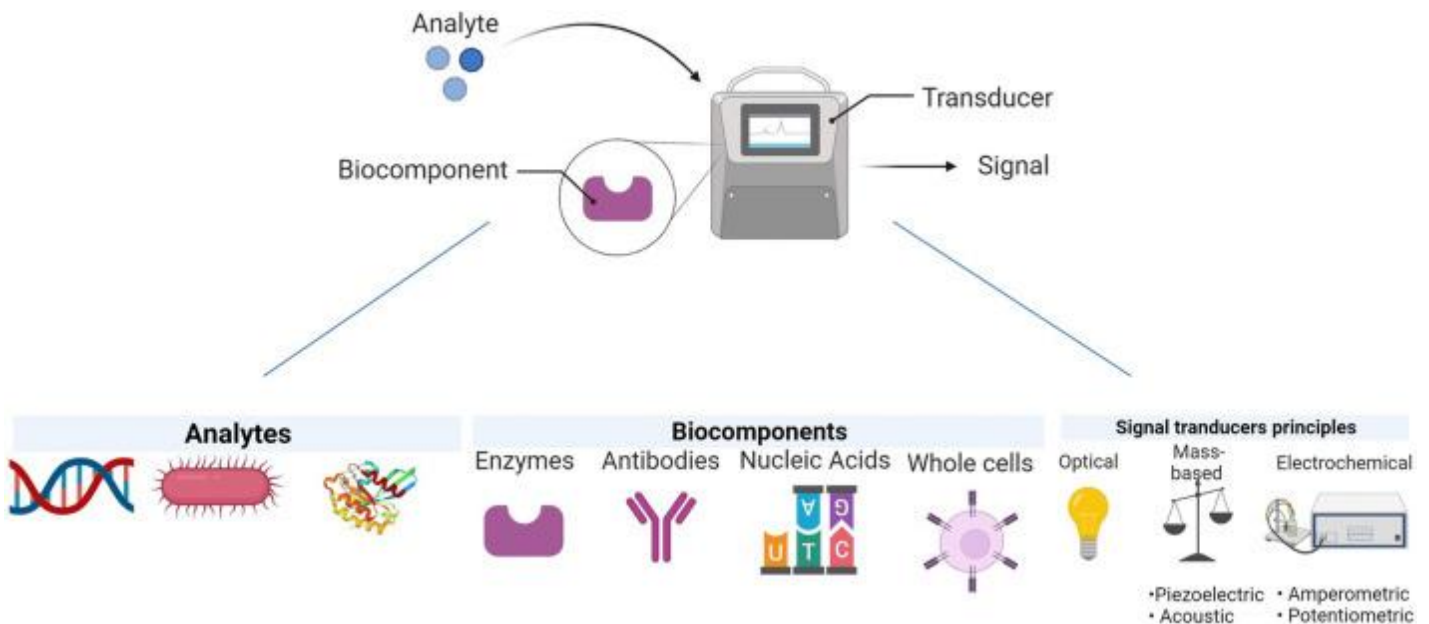 Analyte
Transducer
Biocomponent
Signal
Analytes
Biocomponents
Enzymes Antibodies Nucleic Acids Whole cells
A G
U T C
Signal tranducers principles
Optical
Mass-
based
Electrochemical
•Piezoelectric
• Acoustic
• Amperometric
• Potentiometric